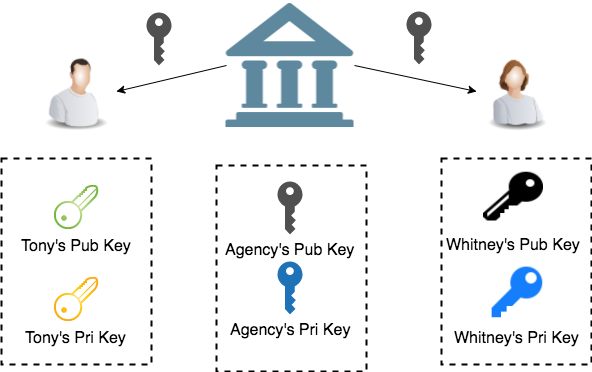 Tony's Pub Key
Agency's Pub Key
Whitney's Pub Key
Tony's Pri Key
Agency's Pri Key
Whitney's Pri Key